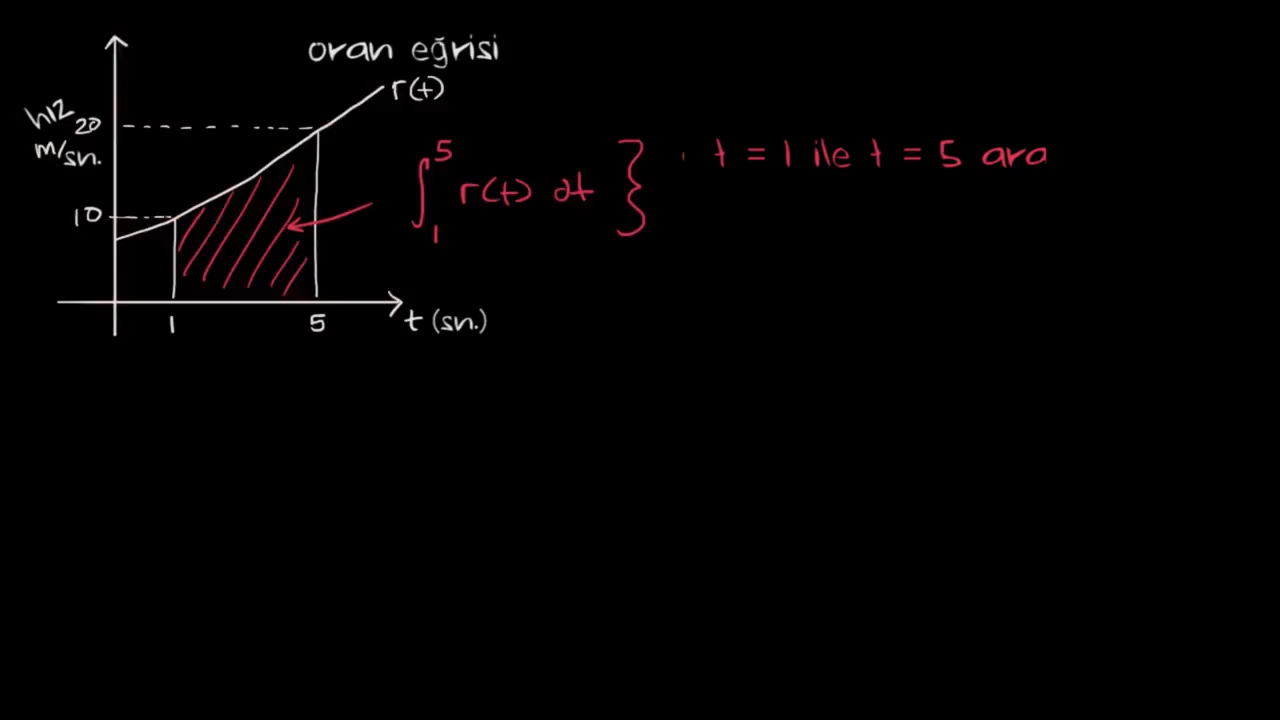 oran eğrisi
r(t)
hız
m/sn.
20
10
∫₁⁵ r(t) dt } t = 1 ile t = 5 ara
1
5
t (sn.)